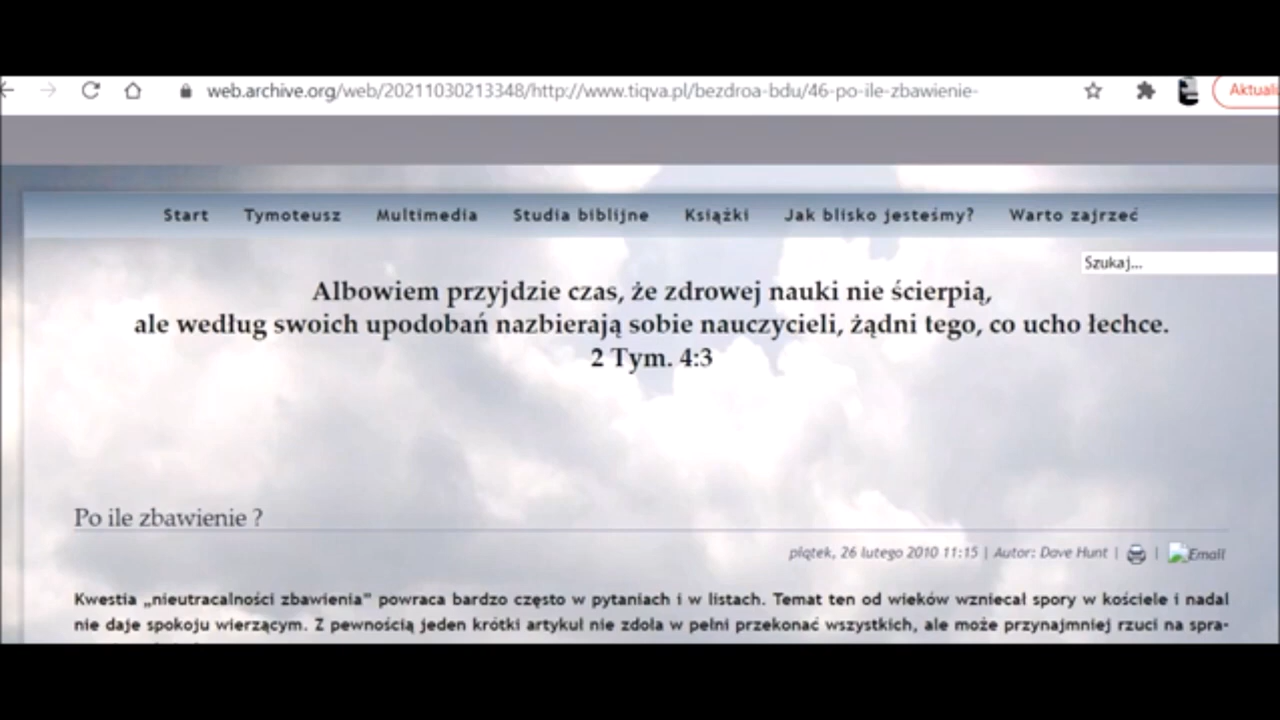 web.archive.org/web/20211030213348/http://www.tiqva.pl/bezdroa-bdu/46-po-ile-zbawienie-
Start Tymoteusz Multimedia Studia biblijne Książki Jak blisko jesteśmy? Warto zajrzeć
Szukaj...
Albowiem przyjdzie czas, że zdrowej nauki nie ścierpią,
ale według swoich upodobań nazbierają sobie nauczycieli, żądni tego, co ucho łechce.
2 Tym. 4:3
Po ile zbawienie ?
piątek, 26 lutego 2010 11:15 | Autor: Dave Hunt | | Email
Kwestia „nieutracalności zbawienia” powraca bardzo często w pytaniach i w listach. Temat ten od wieków wzniecał spory w kościele i nadal
nie daje spokoju wierzącym. Z pewnością jeden krótki artykuł nie zdoła w pełni przekonać wszystkich, ale może przynajmniej rzuci na spra-